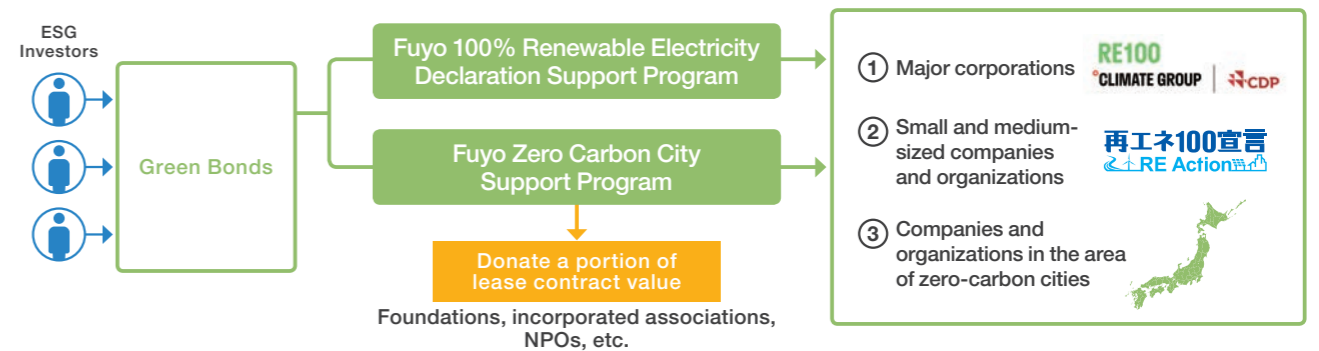 ESG
Investors
Green Bonds
Fuyo 100% Renewable Electricity
Declaration Support Program
Fuyo Zero Carbon City
Support Program
Donate a portion of
lease contract value
Foundations, incorporated associations,
NPOs, etc.
① Major corporations
RE100
°CLIMATE GROUP | CDP
② Small and medium-
sized companies
and organizations
再エネ100宣言
RE Action
③ Companies and
organizations in the area
of zero-carbon cities